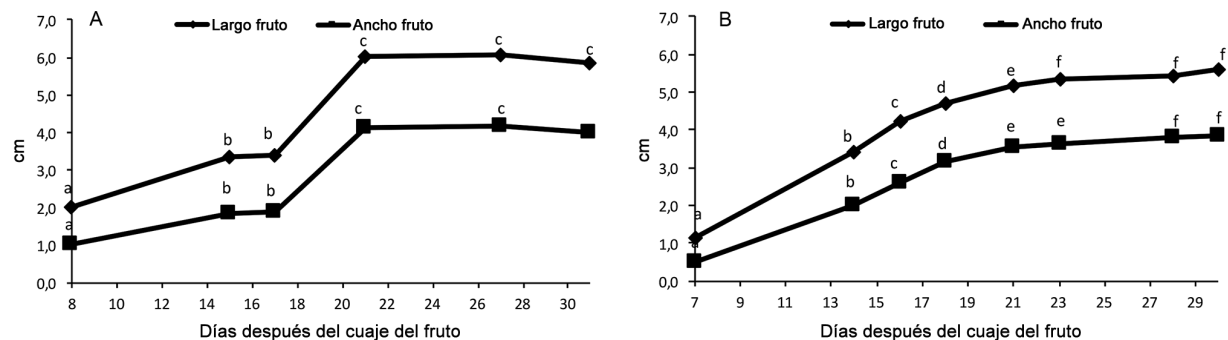 A
Largo fruto Ancho fruto
7,0
6,0
5,0
4,0
3,0
2,0
1,0
0,0
cm
a b b c c c
a b b c c
8 10 12 14 16 18 20 22 24 26 28 30
Días después del cuaje del fruto
B
Largo fruto Ancho fruto
7,0
6,0
5,0
4,0
3,0
2,0
1,0
0,0
cm
a b c d e f f f
a b c d e e f f
7 9 11 13 15 17 19 21 23 25 27 29
Días después del cuaje del fruto